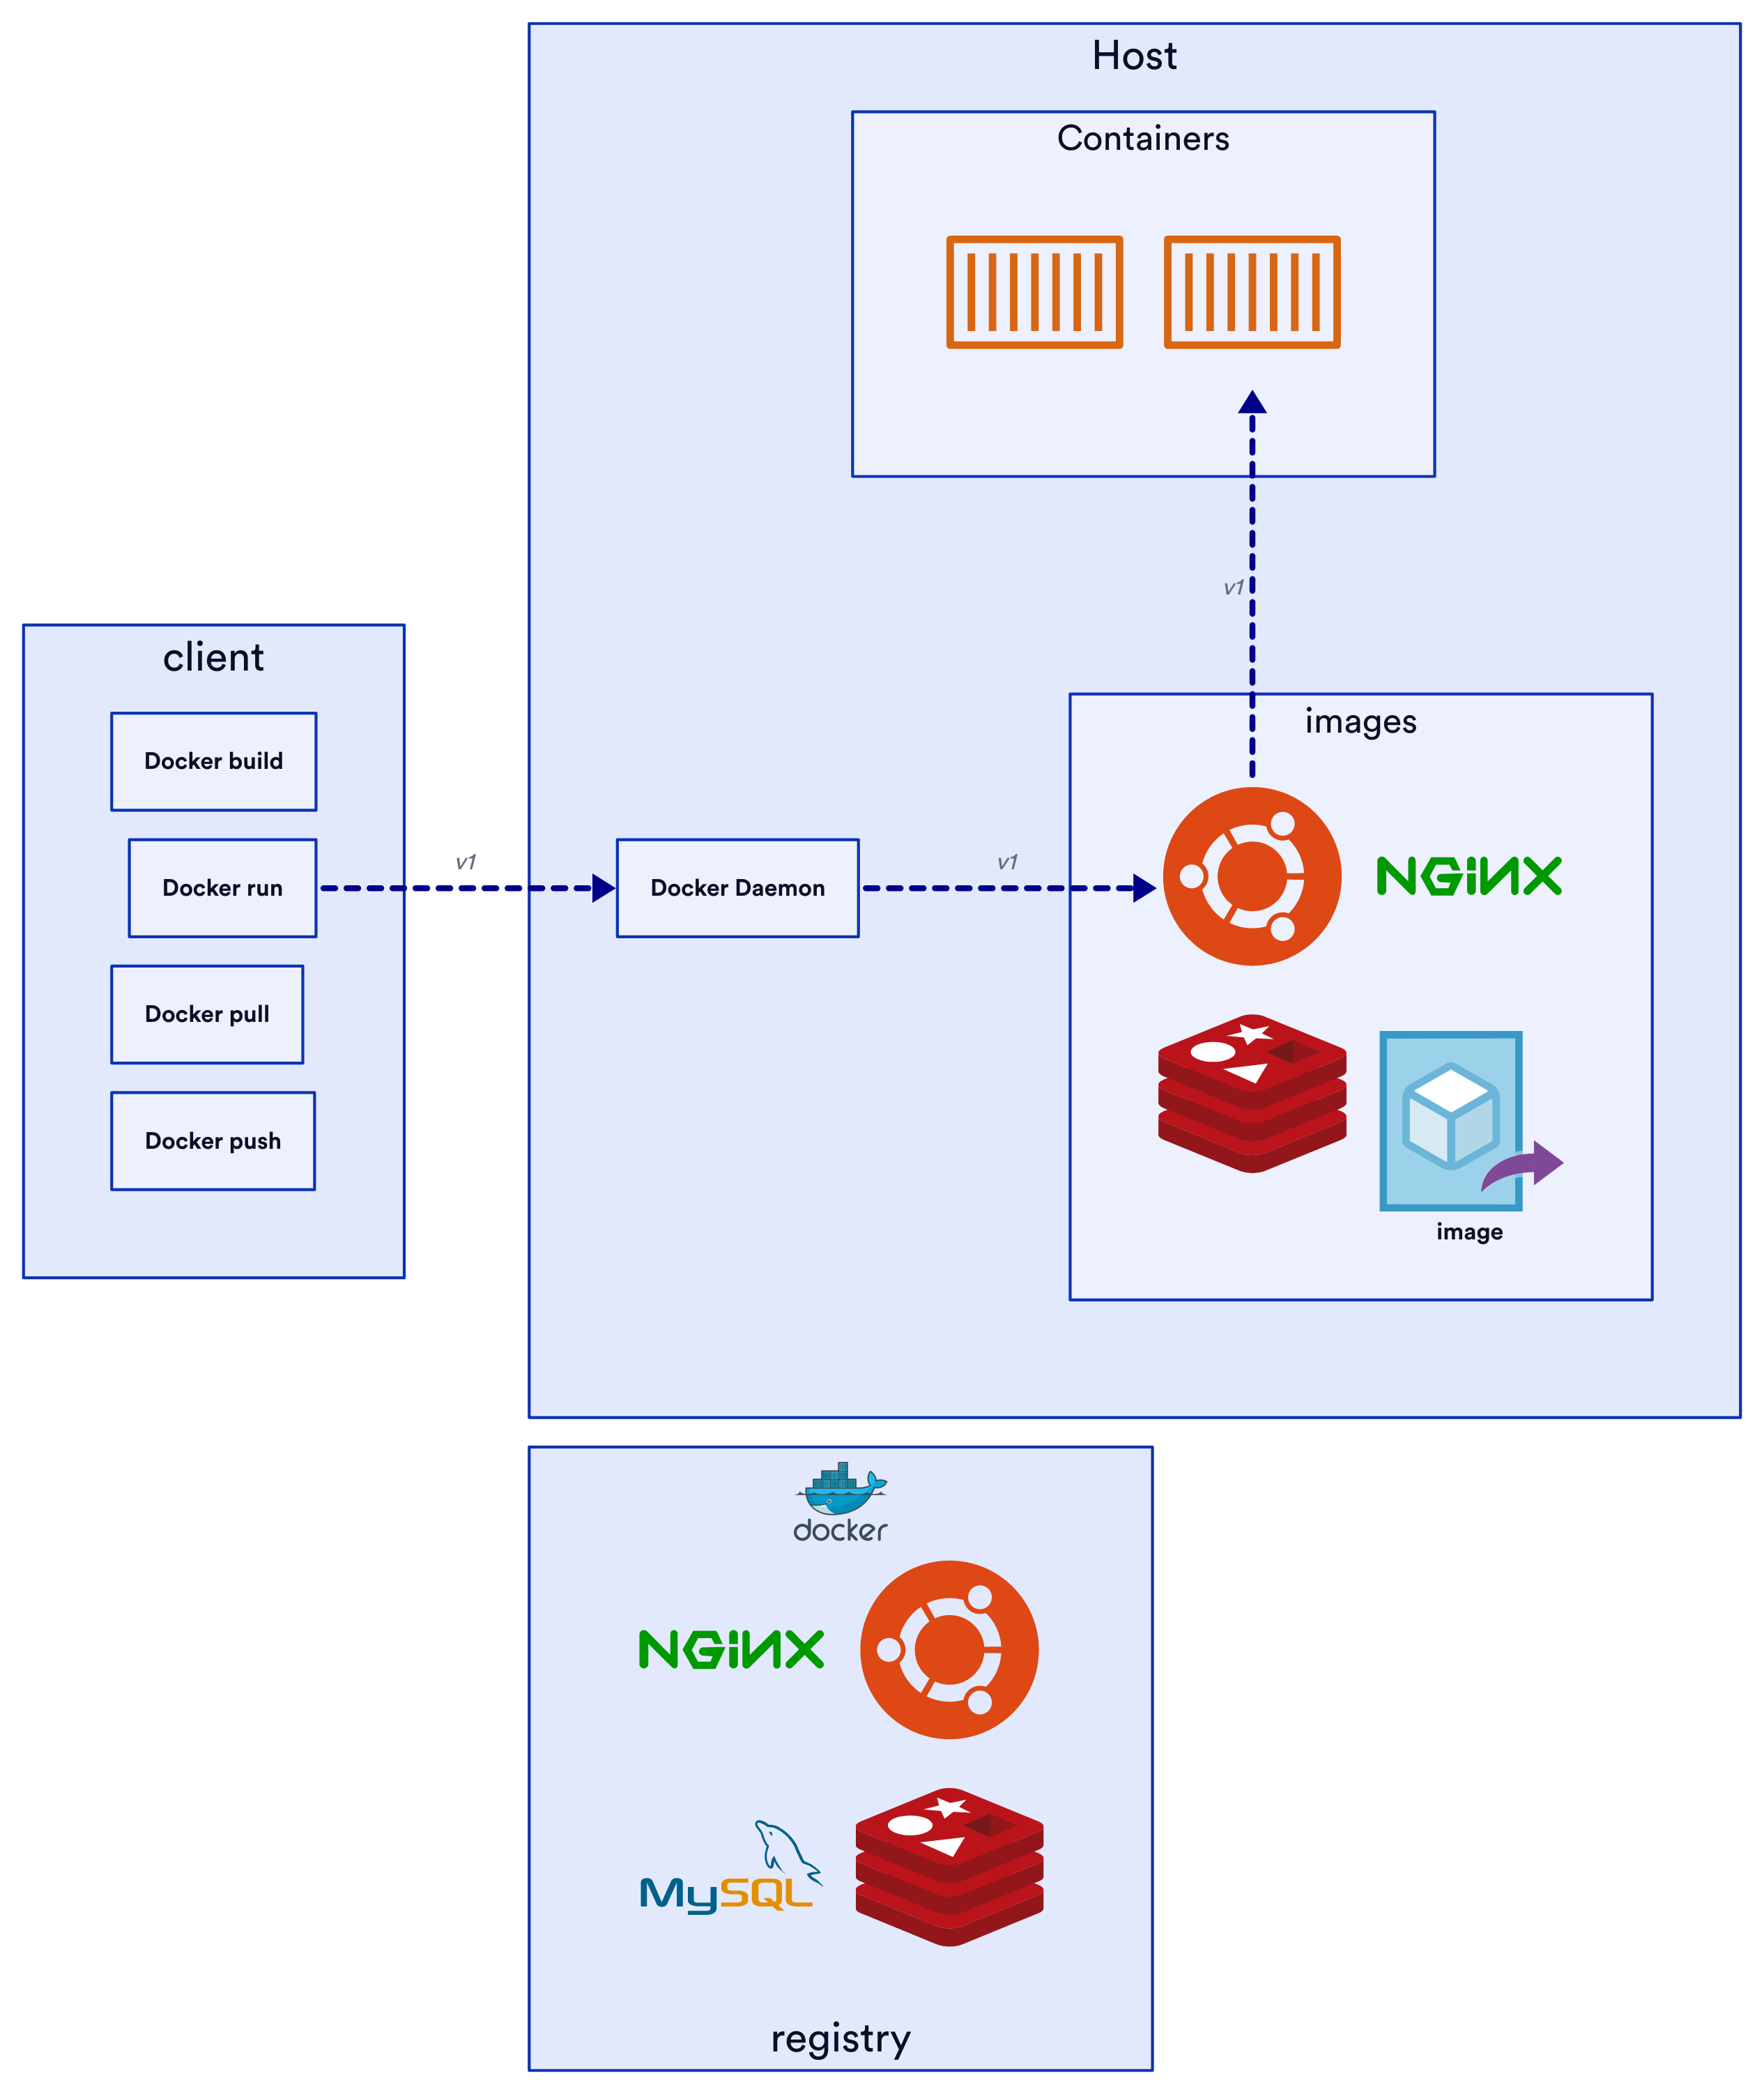 Host
Containers
v1
client
Docker build
Docker run
Docker pull
Docker push
v1
Docker Daemon
v1
images
NGiNX
image
docker
NGiNX
MySQL
registry